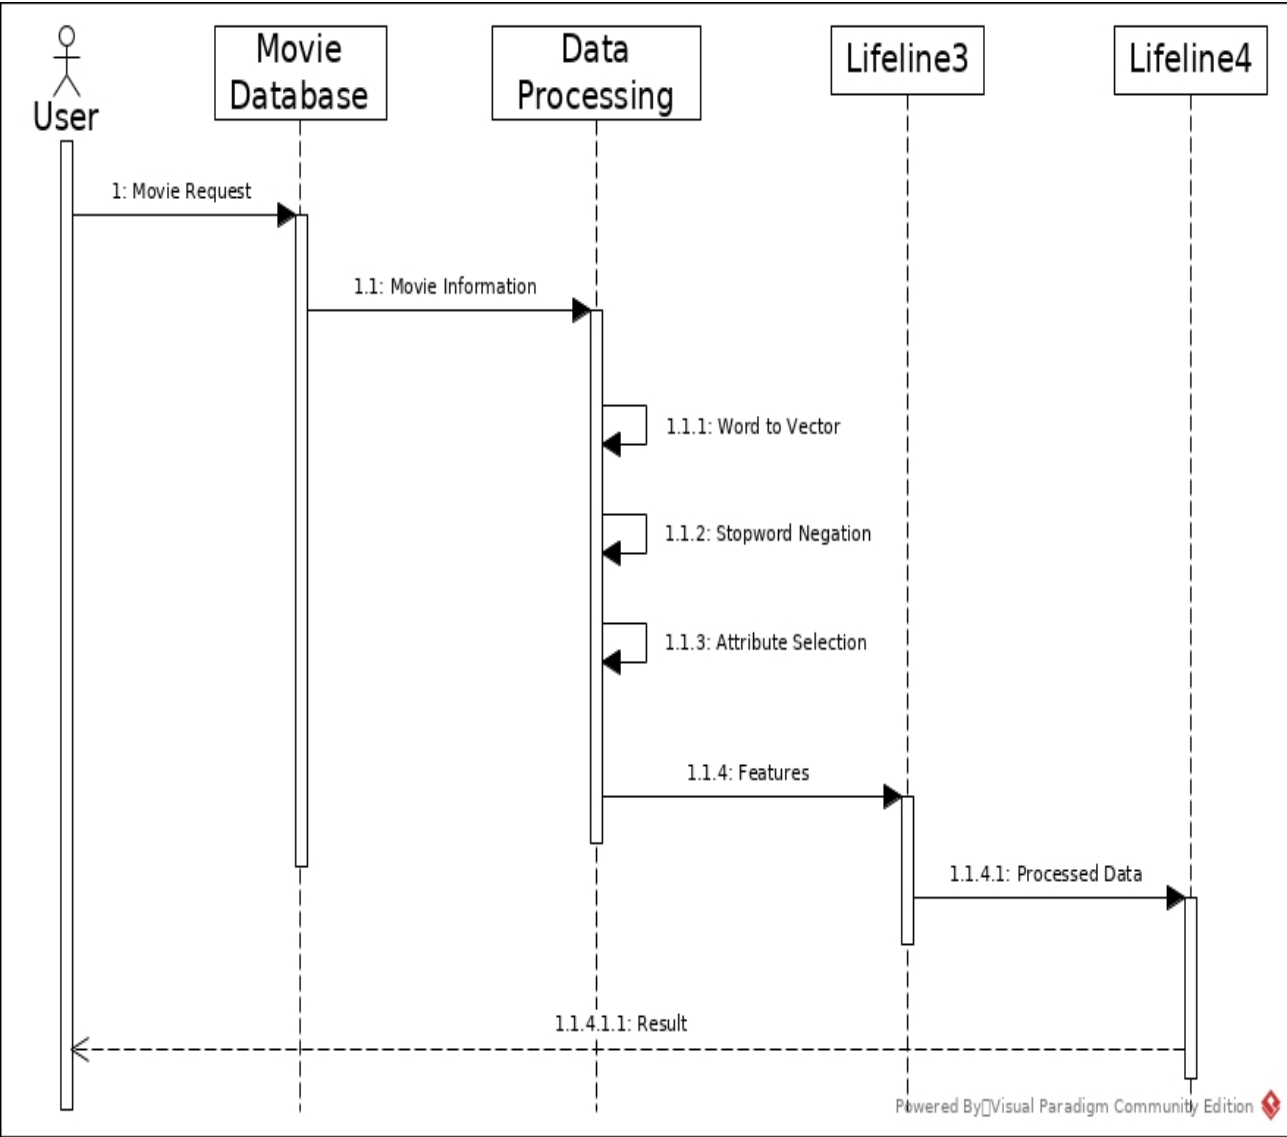 User
Movie
Database
Data
Processing
Lifeline3
Lifeline4
1: Movie Request
1.1: Movie Information
1.1.1: Word to Vector
1.1.2: Stopword Negation
1.1.3: Attribute Selection
1.1.4: Features
1.1.4.1: Processed Data
1.1.4.1.1: Result
Powered By▯Visual Paradigm Community Edition